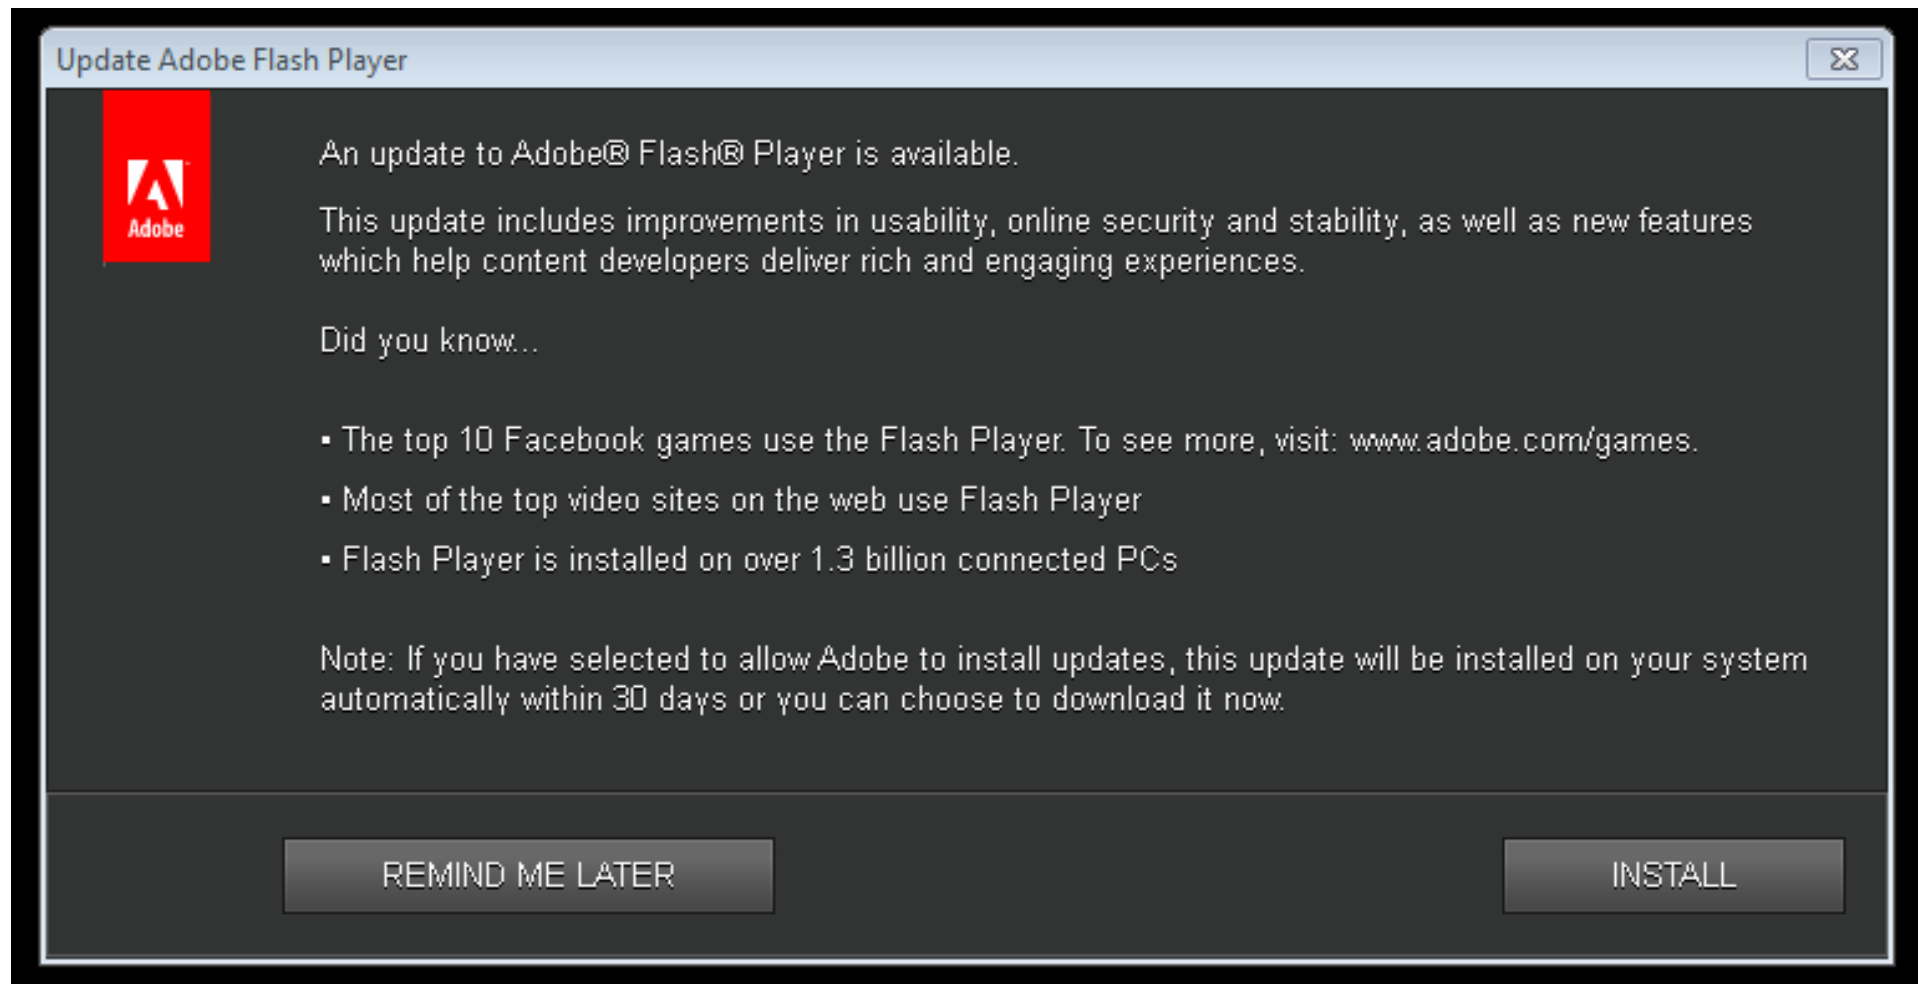 Update Adobe Flash Player
Adobe
An update to Adobe® Flash® Player is available.
This update includes improvements in usability, online security and stability, as well as new features
which help content developers deliver rich and engaging experiences.
Did you know...
▪ The top 10 Facebook games use the Flash Player. To see more, visit: www.adobe.com/games.
▪ Most of the top video sites on the web use Flash Player
▪ Flash Player is installed on over 1.3 billion connected PCs
Note: If you have selected to allow Adobe to install updates, this update will be installed on your system
automatically within 30 days or you can choose to download it now.
REMIND ME LATER
INSTALL